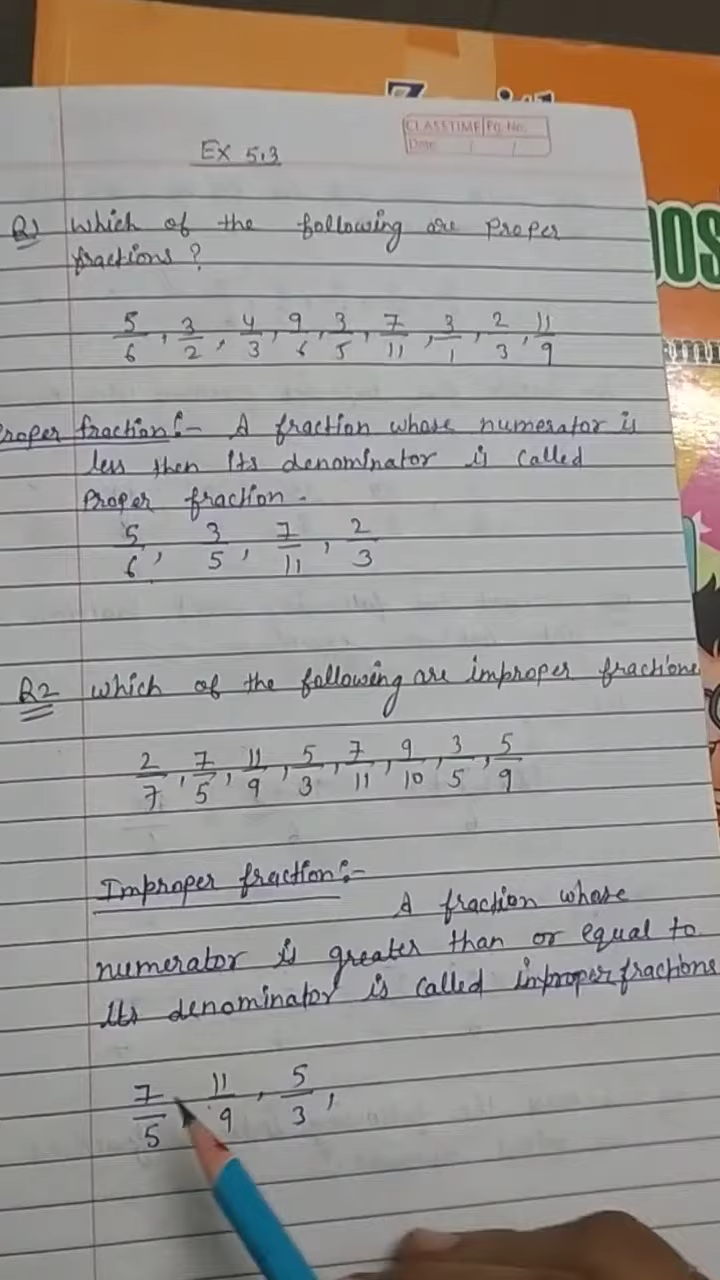 CLASSTIME Pg. No.
Date / /
Ex 5.3
Q1 Which of the following are Proper
fractions ?
5/6 , 3/2 , 4/3 , 9/6 , 3/5 , 7/11 , 3/1 , 2/3 , 11/9
roper fraction :- A fraction whose numerator is
less then its denominator is called
Proper fraction .
5/6 , 3/5 , 7/11 , 2/3
Q2 which of the following are improper fractions
2/7 , 7/5 , 11/9 , 5/3 , 7/11 , 9/10 , 3/5 , 5/9
Improper fraction :-
A fraction whose
numerator is greater than or equal to
its denominator is called improper fractions
7/5 , 11/9 , 5/3 ,